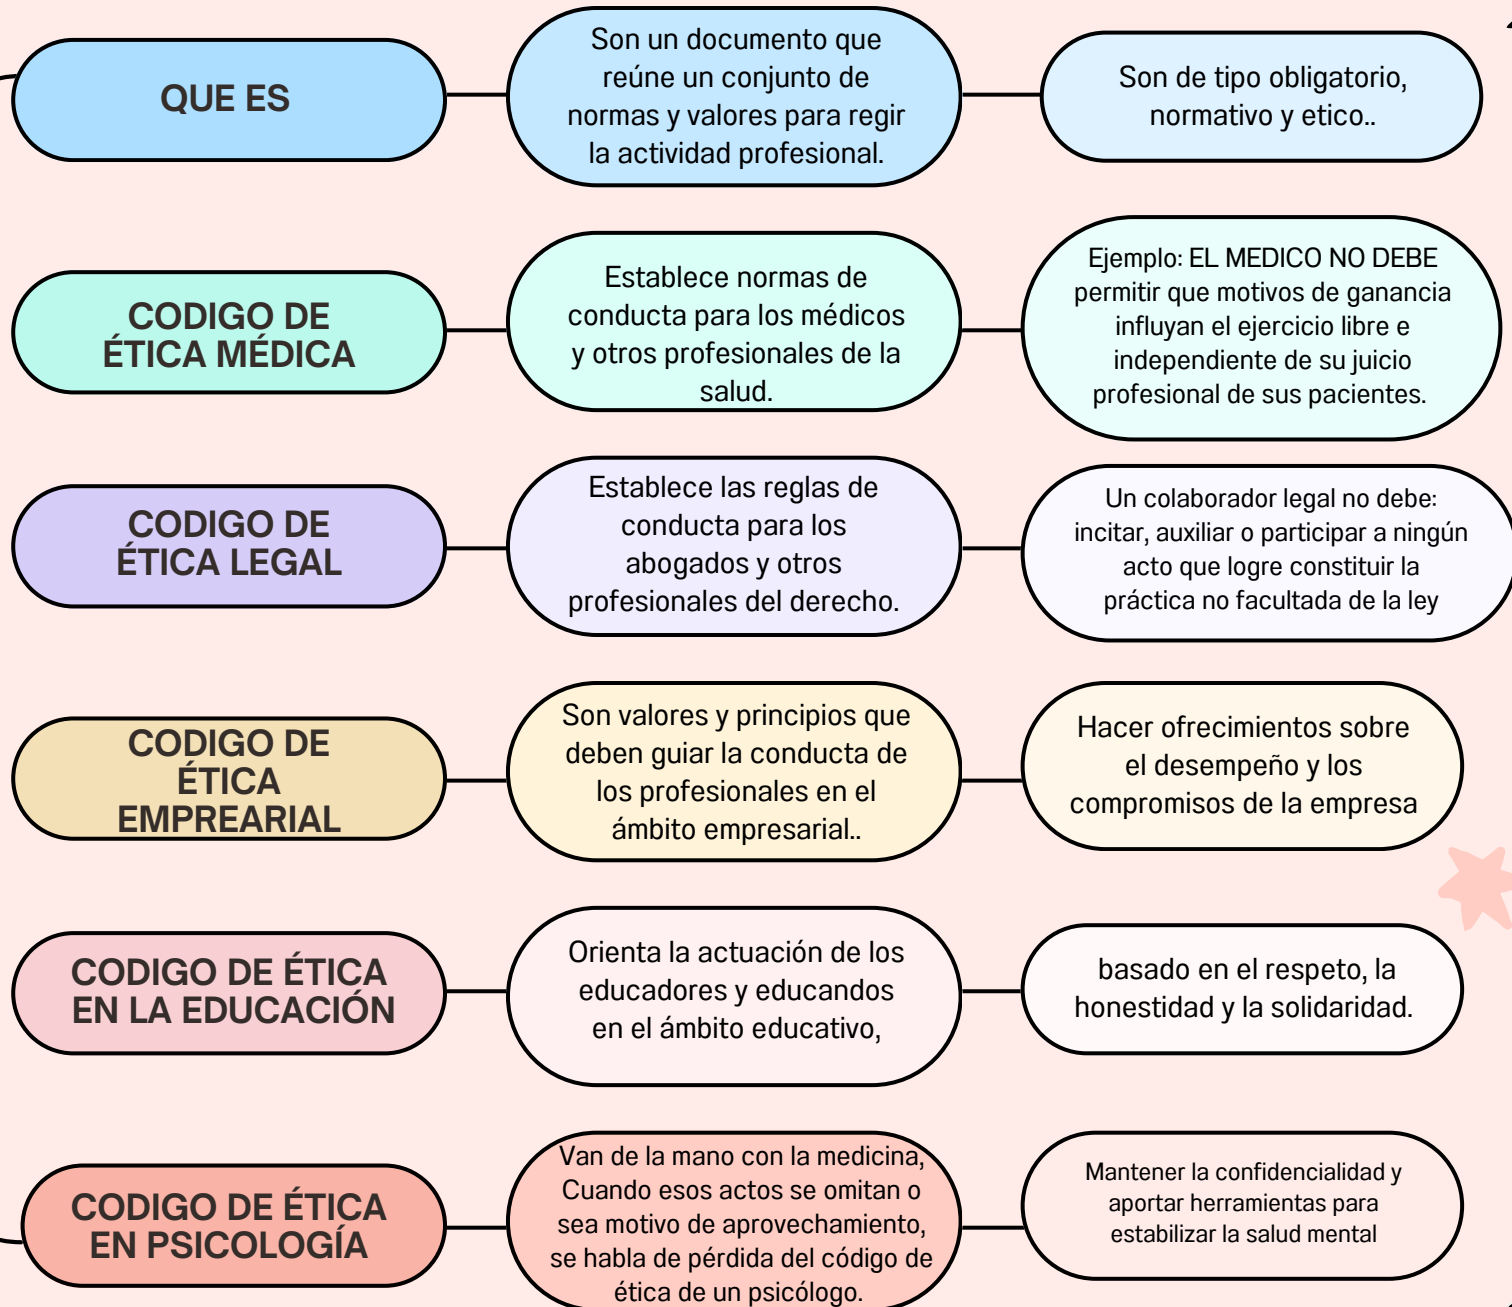 QUE ES
Son un documento que
reúne un conjunto de
normas y valores para regir
la actividad profesional.
Son de tipo obligatorio,
normativo y etico..
CODIGO DE
ÉTICA MÉDICA
Establece normas de
conducta para los médicos
y otros profesionales de la
salud.
Ejemplo: EL MEDICO NO DEBE
permitir que motivos de ganancia
influyan el ejercicio libre e
independiente de su juicio
profesional de sus pacientes.
CODIGO DE
ÉTICA LEGAL
Establece las reglas de
conducta para los
abogados y otros
profesionales del derecho.
Un colaborador legal no debe:
incitar, auxiliar o participar a ningún
acto que logre constituir la
práctica no facultada de la ley
CODIGO DE
ÉTICA
EMPREARIAL
Son valores y principios que
deben guiar la conducta de
los profesionales en el
ámbito empresarial..
Hacer ofrecimientos sobre
el desempeño y los
compromisos de la empresa
CODIGO DE ÉTICA
EN LA EDUCACIÓN
Orienta la actuación de los
educadores y educandos
en el ámbito educativo,
basado en el respeto, la
honestidad y la solidaridad.
CODIGO DE ÉTICA
EN PSICOLOGÍA
Van de la mano con la medicina,
Cuando esos actos se omitan o
sea motivo de aprovechamiento,
se habla de pérdida del código de
ética de un psicólogo.
Mantener la confidencialidad y
aportar herramientas para
estabilizar la salud mental